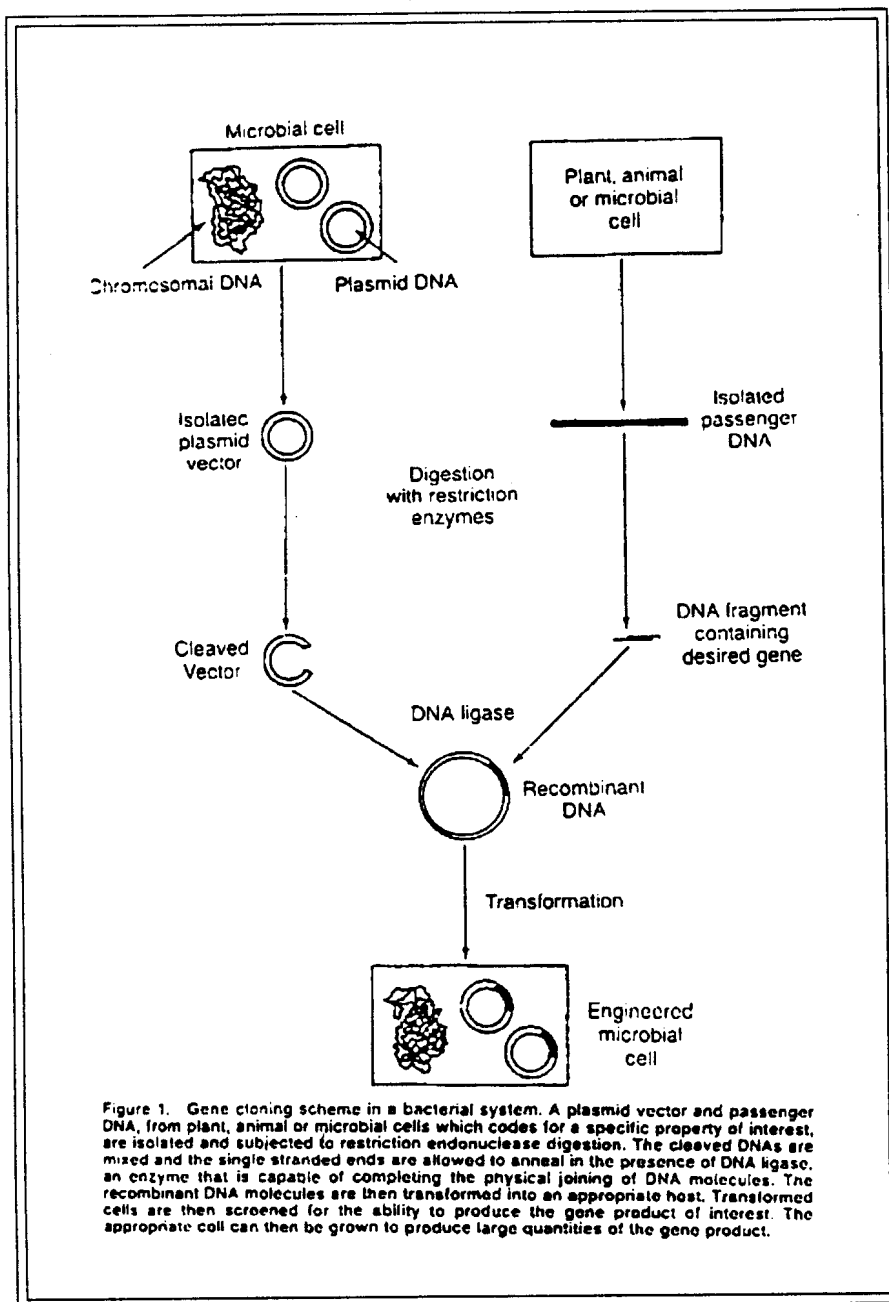 Microbial cell
Plant, animal
or microbial
cell
Chromosomal DNA
Plasmid DNA
Isolated
plasmid
vector
Isolated
passenger
DNA
Digestion
with restriction
enzymes
Cleaved
Vector
DNA fragment
containing
desired gene
DNA ligase
Recombinant
DNA
Transformation
Engineered
microbial
cell
Figure 1. Gene cloning scheme in a bacterial system. A plasmid vector and passenger
DNA, from plant, animal or microbial cells which codes for a specific property of interest,
are isolated and subjected to restriction endonuclease digestion. The cleaved DNAs are
mixed and the single stranded ends are allowed to anneal in the presence of DNA ligase,
an enzyme that is capable of completing the physical joining of DNA molecules. The
recombinant DNA molecules are then transformed into an appropriate host. Transformed
cells are then screened for the ability to produce the gene product of interest. The
appropriate cell can then be grown to produce large quantities of the gene product.